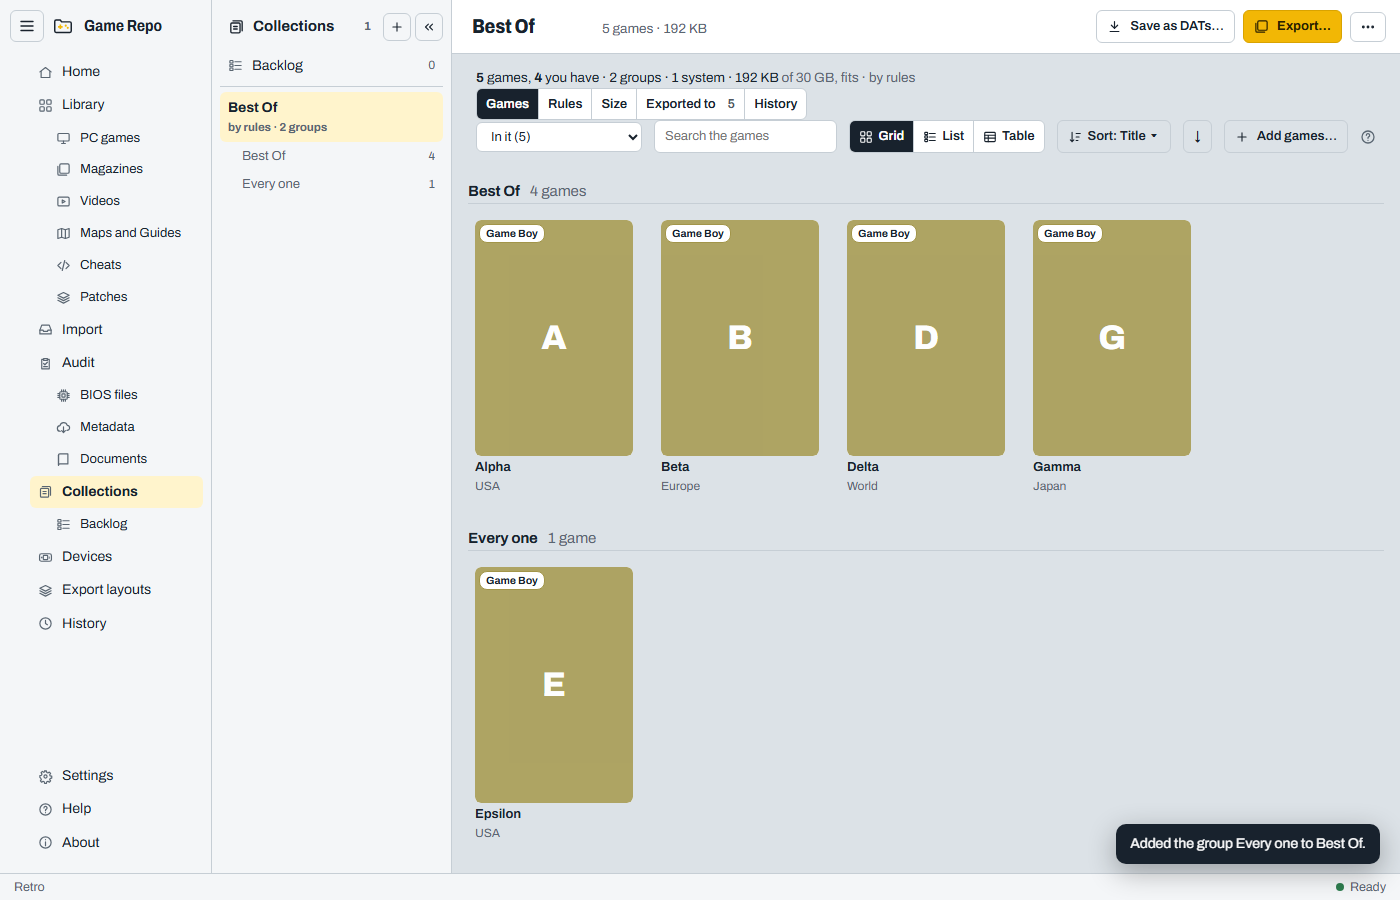 Game Repo
Home
Library
PC games
Magazines
Videos
Maps and Guides
Cheats
Patches
Import
Audit
BIOS files
Metadata
Documents
Collections
Backlog
Devices
Export layouts
History
Settings
Help
About
Collections 1
Backlog 0
Best Of
by rules · 2 groups
Best Of 4
Every one 1
Best Of 5 games · 192 KB
Save as DATs...
Export...
5 games, 4 you have · 2 groups · 1 system · 192 KB of 30 GB, fits · by rules
Games Rules Size Exported to 5 History
In it (5) Search the games Grid List Table Sort: Title Add games...
Best Of 4 games
Game Boy Game Boy Game Boy Game Boy
A B D G
Alpha Beta Delta Gamma
USA Europe World Japan
Every one 1 game
Game Boy
E
Epsilon
USA
Added the group Every one to Best Of.
Retro Ready